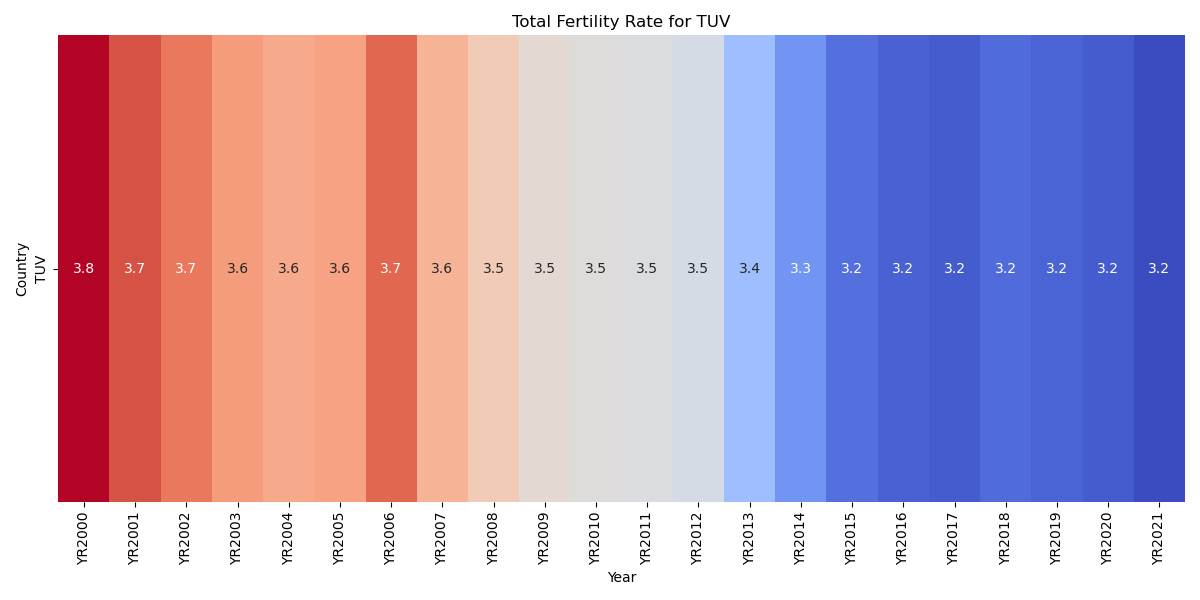 Total Fertility Rate for TUV
Country
TUV
3.8 3.7 3.7 3.6 3.6 3.6 3.7 3.6 3.5 3.5 3.5 3.5 3.5 3.4 3.3 3.2 3.2 3.2 3.2 3.2 3.2 3.2
YR2000 YR2001 YR2002 YR2003 YR2004 YR2005 YR2006 YR2007 YR2008 YR2009 YR2010 YR2011 YR2012 YR2013 YR2014 YR2015 YR2016 YR2017 YR2018 YR2019 YR2020 YR2021
Year